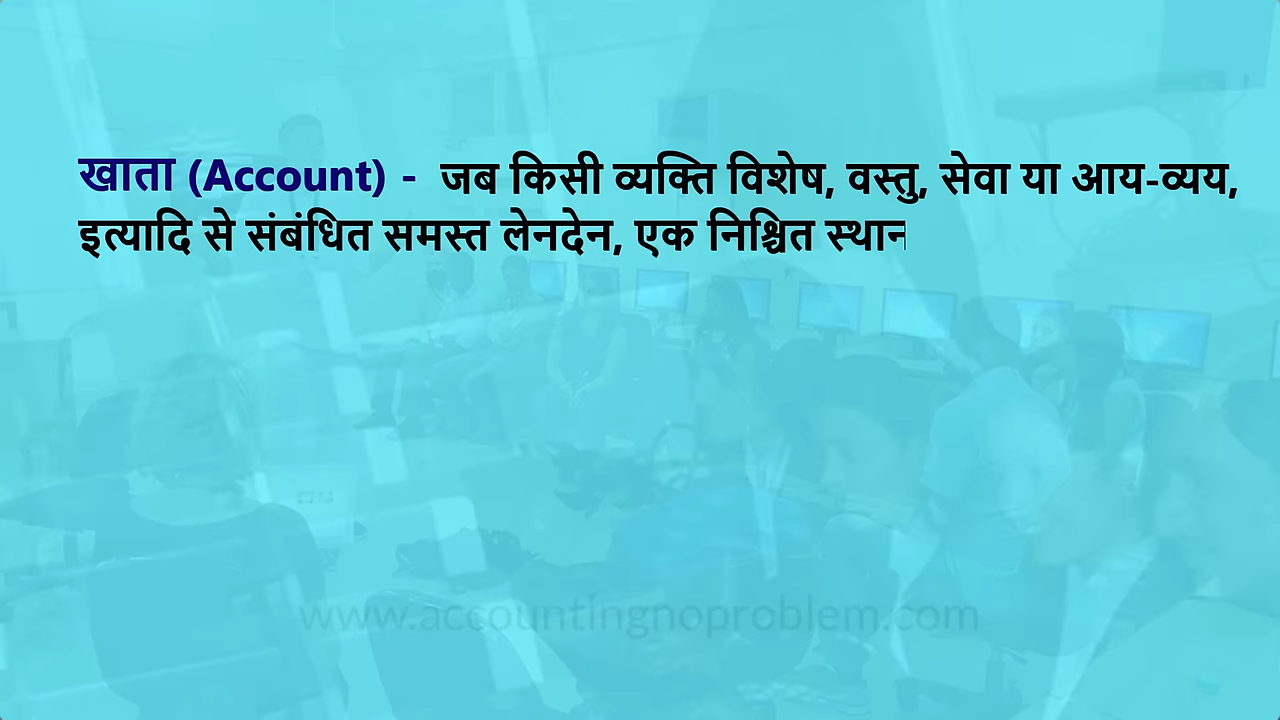 खाता (Account) - जब किसी व्यक्ति विशेष, वस्तु, सेवा या आय-व्यय,
इत्यादि से संबंधित समस्त लेनदेन, एक निश्चित स्थान
www.accountingnoproblem.com